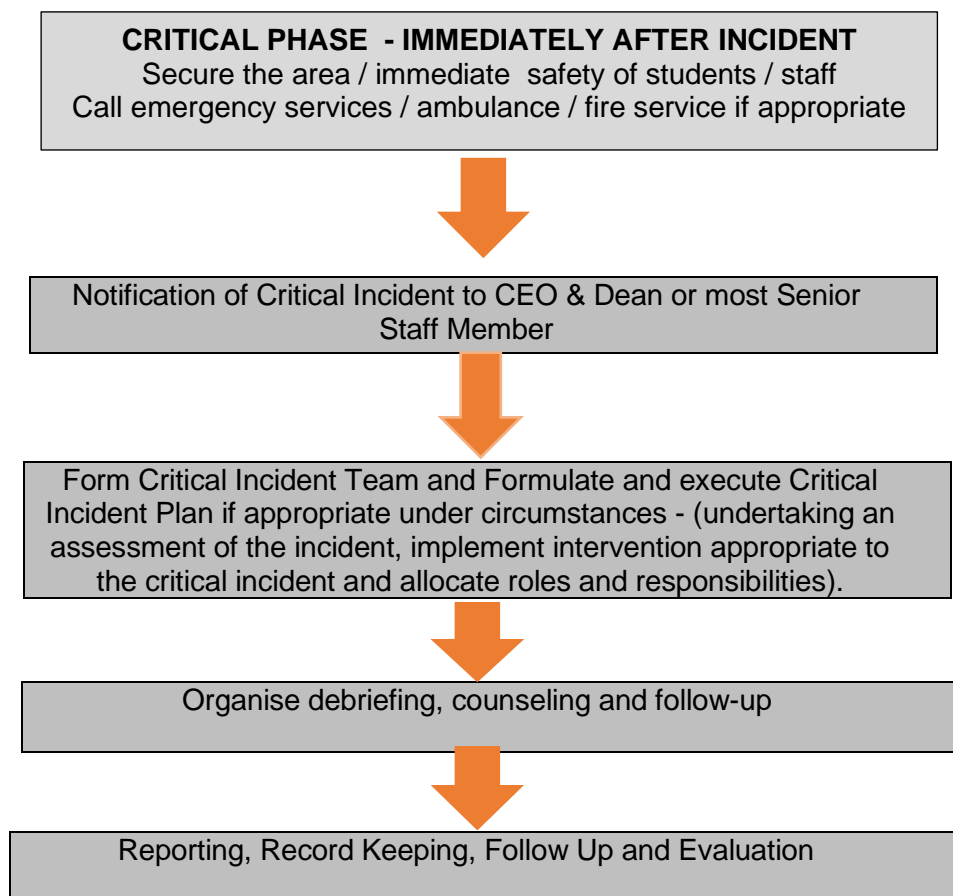 CRITICAL PHASE - IMMEDIATELY AFTER INCIDENT
Secure the area / immediate safety of students / staff
Call emergency services / ambulance / fire service if appropriate
Notification of Critical Incident to CEO & Dean or most Senior
Staff Member
Form Critical Incident Team and Formulate and execute Critical
Incident Plan if appropriate under circumstances - (undertaking an
assessment of the incident, implement intervention appropriate to
the critical incident and allocate roles and responsibilities).
Organise debriefing, counseling and follow-up
Reporting, Record Keeping, Follow Up and Evaluation